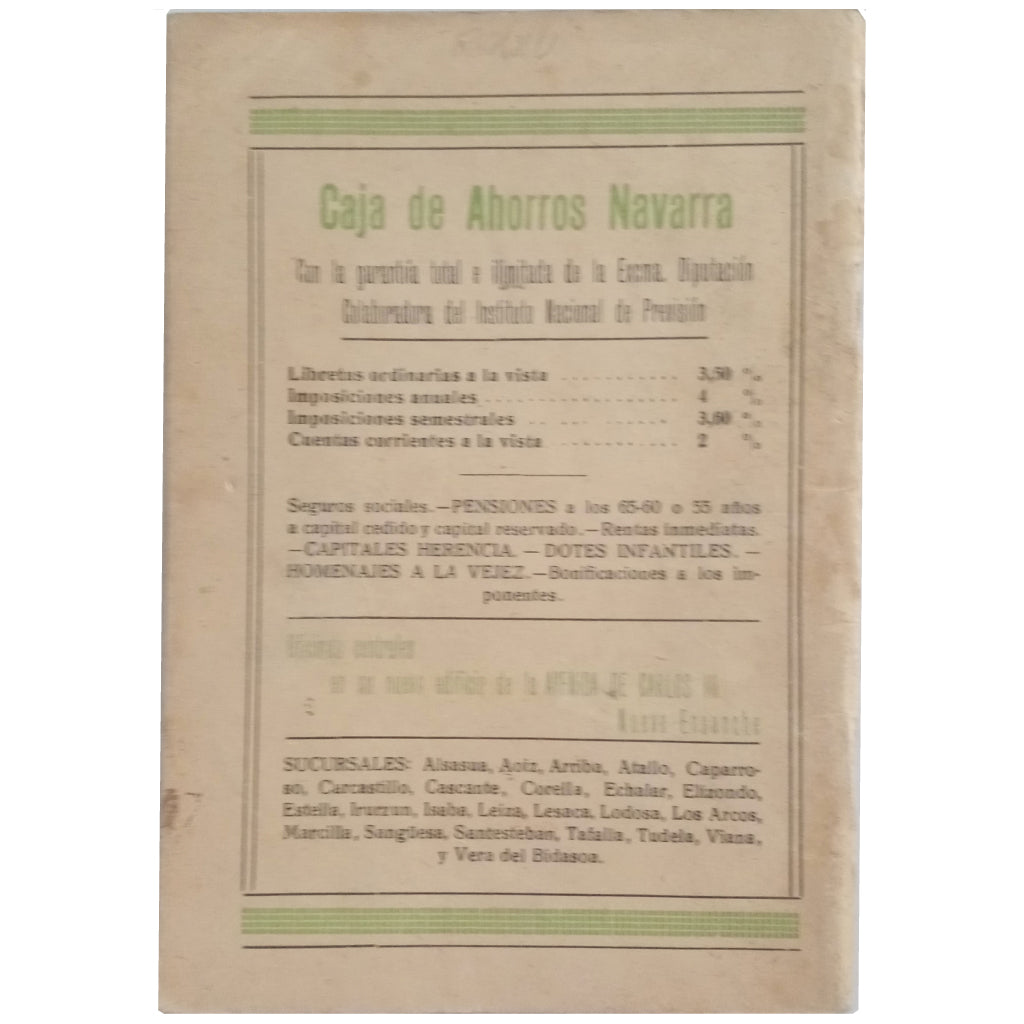 Caja de Ahorros Navarra
Con la garantía total e ilimitada de la Excma. Diputación
Colaboradora del Instituto Nacional de Previsión
Libretas ordinarias a la vista ............ 3,50 %
Imposiciones anuales .................... 4 %
Imposiciones semestrales .. .. ...... 3,60 %
Cuentas corrientes a la vista ............ 2 %
Seguros sociales.—PENSIONES a los 65-60 o 55 años
a capital cedido y capital reservado.—Rentas inmediatas.
—CAPITALES HERENCIA. — DOTES INFANTILES. —
HOMENAJES A LA VEJEZ.—Bonificaciones a los im-
ponentes.
Oficinas centrales
en su nuevo edificio de la AVENIDA DE CARLOS III
Nuevo Ensanche
SUCURSALES: Alsasua, Aoiz, Arriba, Atallo, Caparro-
so, Carcastillo, Cascante, Corella, Echalar, Elizondo,
Estella, Irurzun, Isaba, Leiza, Lesaca, Lodosa, Los Arcos,
Marcilla, Sangüesa, Santesteban, Tafalla, Tudela, Viana,
y Vera del Bidasoa.